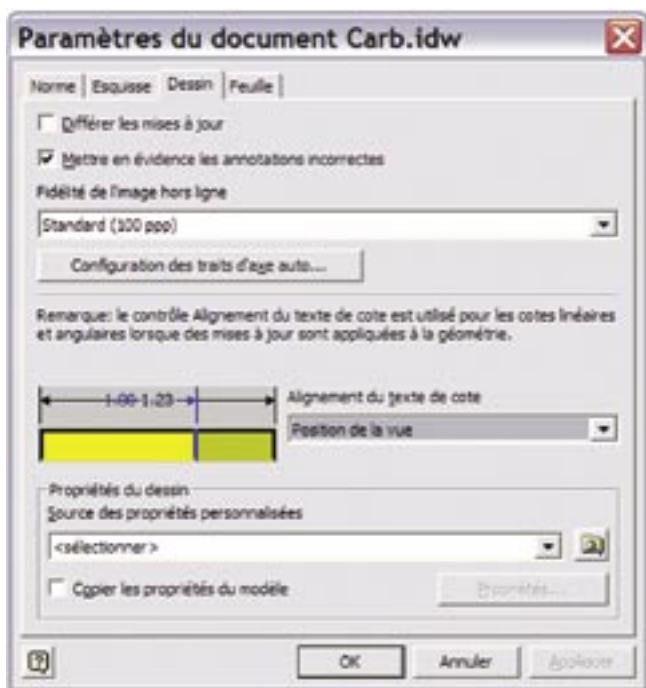 Paramètres du document Carb.idw
Norme Esquisse Dessin Feuille
Différer les mises à jour
Mettre en évidence les annotations incorrectes
Fidélité de l'image hors ligne
Standard (100 ppp)
Configuration des traits d'axe auto...
Remarque: le contrôle Alignement du texte de cote est utilisé pour les cotes linéaires
et angulaires lorsque des mises à jour sont appliquées à la géométrie.
1.00 1.23
Alignement du texte de cote
Position de la vue
Propriétés du dessin
Source des propriétés personnalisées
<sélectionner>
Copier les propriétés du modèle
Propriétés...
OK Annuler Appliquer